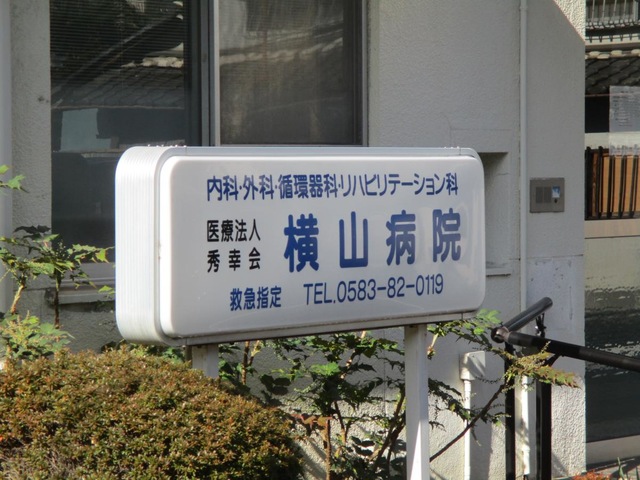 内科・外科・循環器科・リハビリテーション科
医療法人
秀幸会
横山病院
救急指定 TEL.0583-82-0119